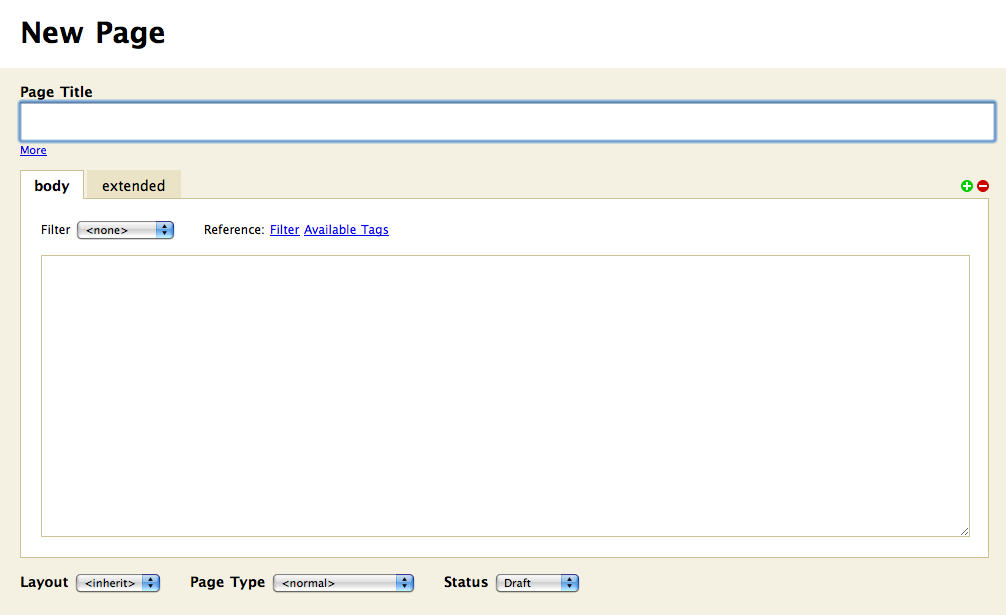 New Page
Page Title
More
body extended
Filter <none> Reference: Filter Available Tags
Layout <inherit> Page Type <normal> Status Draft